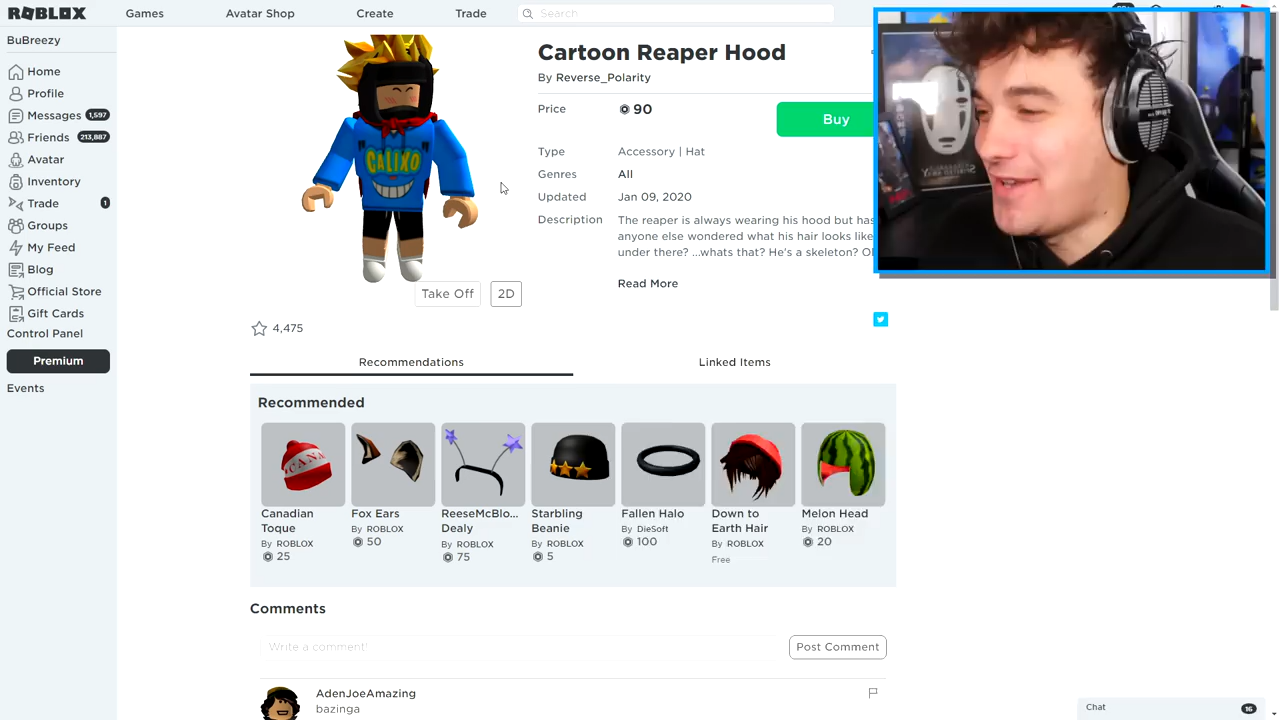 ROBLOX
Games
Avatar Shop
Create
Trade
Search
BuBreezy
Home
Profile
Messages 1,597
Friends 213,887
Avatar
Inventory
Trade 1
Groups
My Feed
Blog
Official Store
Gift Cards
Control Panel
Premium
Events
CALIXO
Take Off
2D
Cartoon Reaper Hood
By Reverse_Polarity
Price 90
Buy
Type Accessory | Hat
Genres All
Updated Jan 09, 2020
Description The reaper is always wearing his hood but has
anyone else wondered what his hair looks like
under there? ...whats that? He's a skeleton?
Read More
4,475
Recommendations
Linked Items
Recommended
Canadian Toque
By ROBLOX
25
Fox Ears
By ROBLOX
50
ReeseMcBlo...
Dealy
By ROBLOX
75
Starbling
Beanie
By ROBLOX
5
Fallen Halo
By DieSoft
100
Down to
Earth Hair
By ROBLOX
Free
Melon Head
By ROBLOX
20
Comments
Write a comment!
Post Comment
AdenJoeAmazing
bazinga
Chat 16